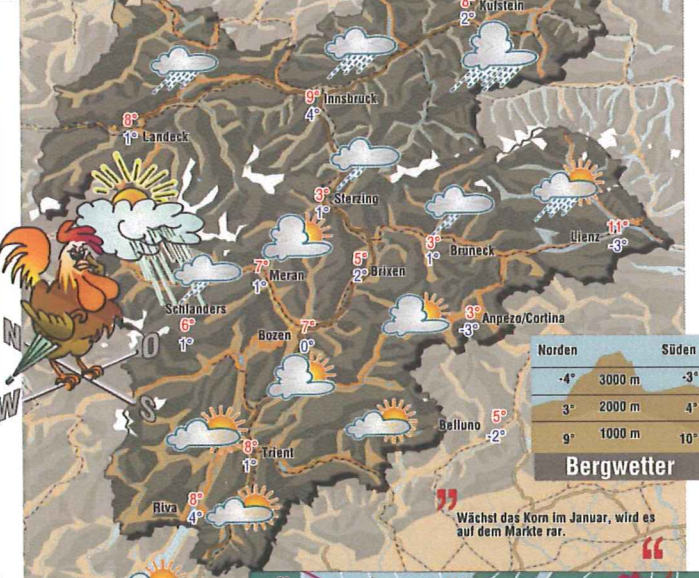 8° Kufstein
2°
9° Innsbruck
4°
8°
1° Landeck
3° Sterzing
1°
11°
Lienz -3°
3° Bruneck
1°
5° Brixen
2°
7° Meran
1°
Schlanders
6°
1°
3° Anpezo/Cortina
-3°
Bozen 7°
0°
N O
W S
Norden Süden
-4° 3000 m -3°
3° 2000 m 4°
9° 1000 m 10°
Bergwetter
Belluno 5°
-2°
8° Trient
1°
Riva 8°
4°
"Wächst das Korn im Januar, wird es
auf dem Markte rar."